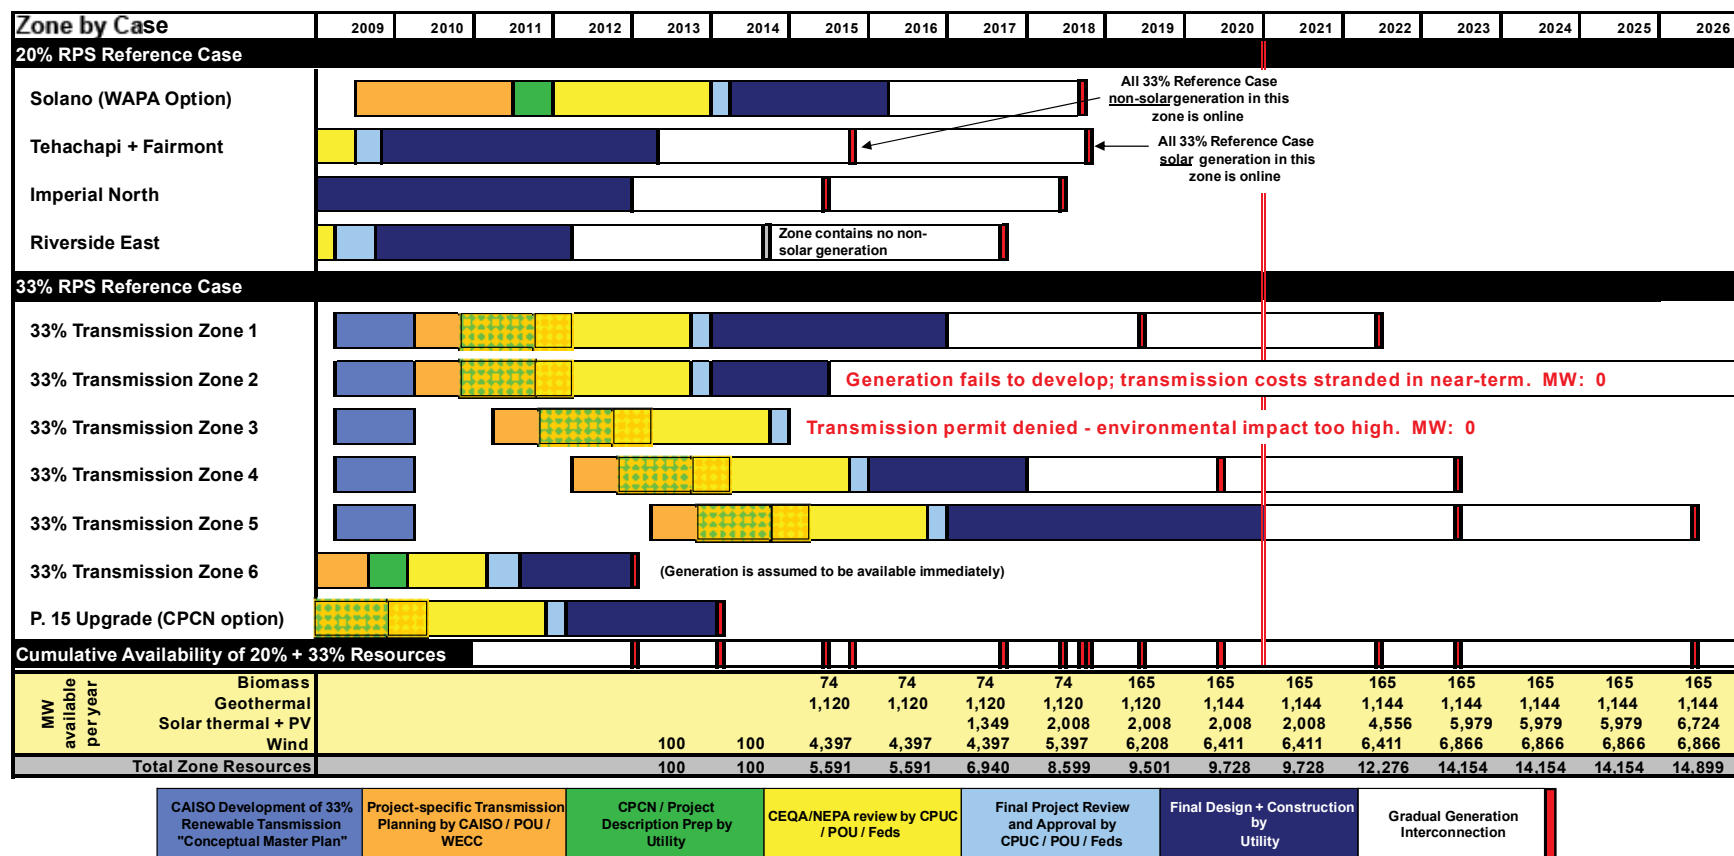 Zone by Case 2009 2010 2011 2012 2013 2014 2015 2016 2017 2018 2019 2020 2021 2022 2023 2024 2025 2026
20% RPS Reference Case
Solano (WAPA Option)
All 33% Reference Case
non-solar generation in this
zone is online
Tehachapi + Fairmont
All 33% Reference Case
solar generation in this
zone is online
Imperial North
Riverside East
Zone contains no non-
solar generation
33% RPS Reference Case
33% Transmission Zone 1
33% Transmission Zone 2
Generation fails to develop; transmission costs stranded in near-term. MW: 0
33% Transmission Zone 3
Transmission permit denied - environmental impact too high. MW: 0
33% Transmission Zone 4
33% Transmission Zone 5
33% Transmission Zone 6
(Generation is assumed to be available immediately)
P. 15 Upgrade (CPCN option)
Cumulative Availability of 20% + 33% Resources
MW
available
per year
Biomass 74 74 74 74 165 165 165 165 165 165 165 165
Geothermal 1,120 1,120 1,120 1,120 1,120 1,144 1,144 1,144 1,144 1,144 1,144 1,144
Solar thermal + PV 1,349 2,008 2,008 2,008 2,008 4,556 5,979 5,979 5,979 6,724
Wind 100 100 4,397 4,397 4,397 5,397 6,208 6,411 6,411 6,411 6,866 6,866 6,866 6,866
Total Zone Resources 100 100 5,591 5,591 6,940 8,599 9,501 9,728 9,728 12,276 14,154 14,154 14,154 14,899
CAISO Development of 33%
Renewable Tansmission
"Conceptual Master Plan"
Project-specific Transmission
Planning by CAISO / POU /
WECC
CPCN / Project
Description Prep by
Utility
CEQA/NEPA review by CPUC
/ POU / Feds
Final Project Review
and Approval by
CPUC / POU / Feds
Final Design + Construction
by
Utility
Gradual Generation
Interconnection